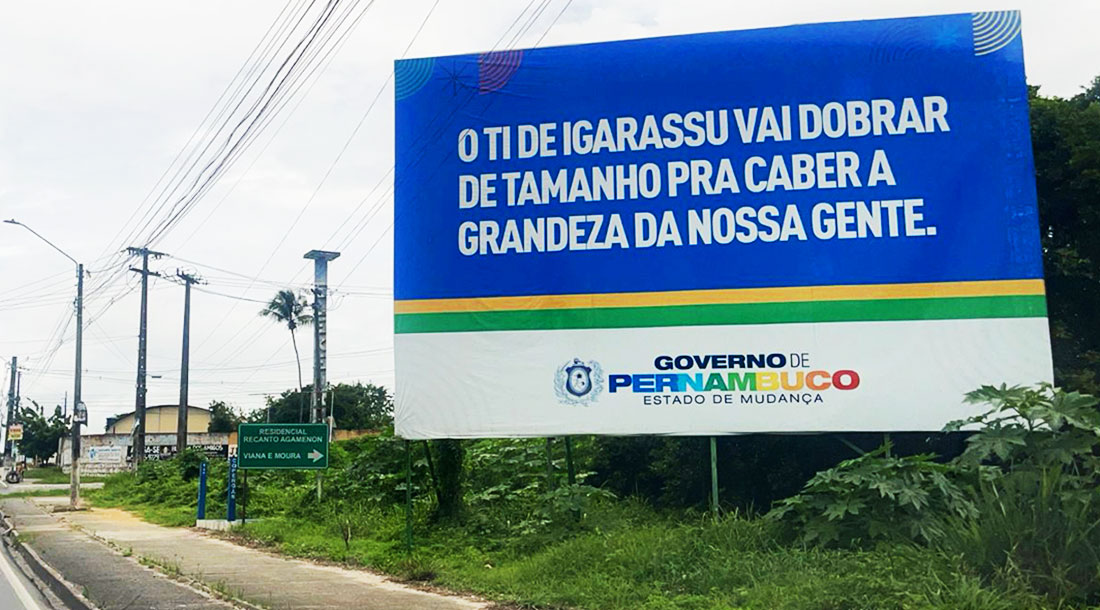 O TI DE IGARASSU VAI DOBRAR
DE TAMANHO PRA CABER A
GRANDEZA DA NOSSA GENTE.
GOVERNO DE
PERNAMBUCO
ESTADO DE MUDANÇA
RESIDENCIAL
RECANTO AGAMENON
VIANA E MOURA
COPERGÁS